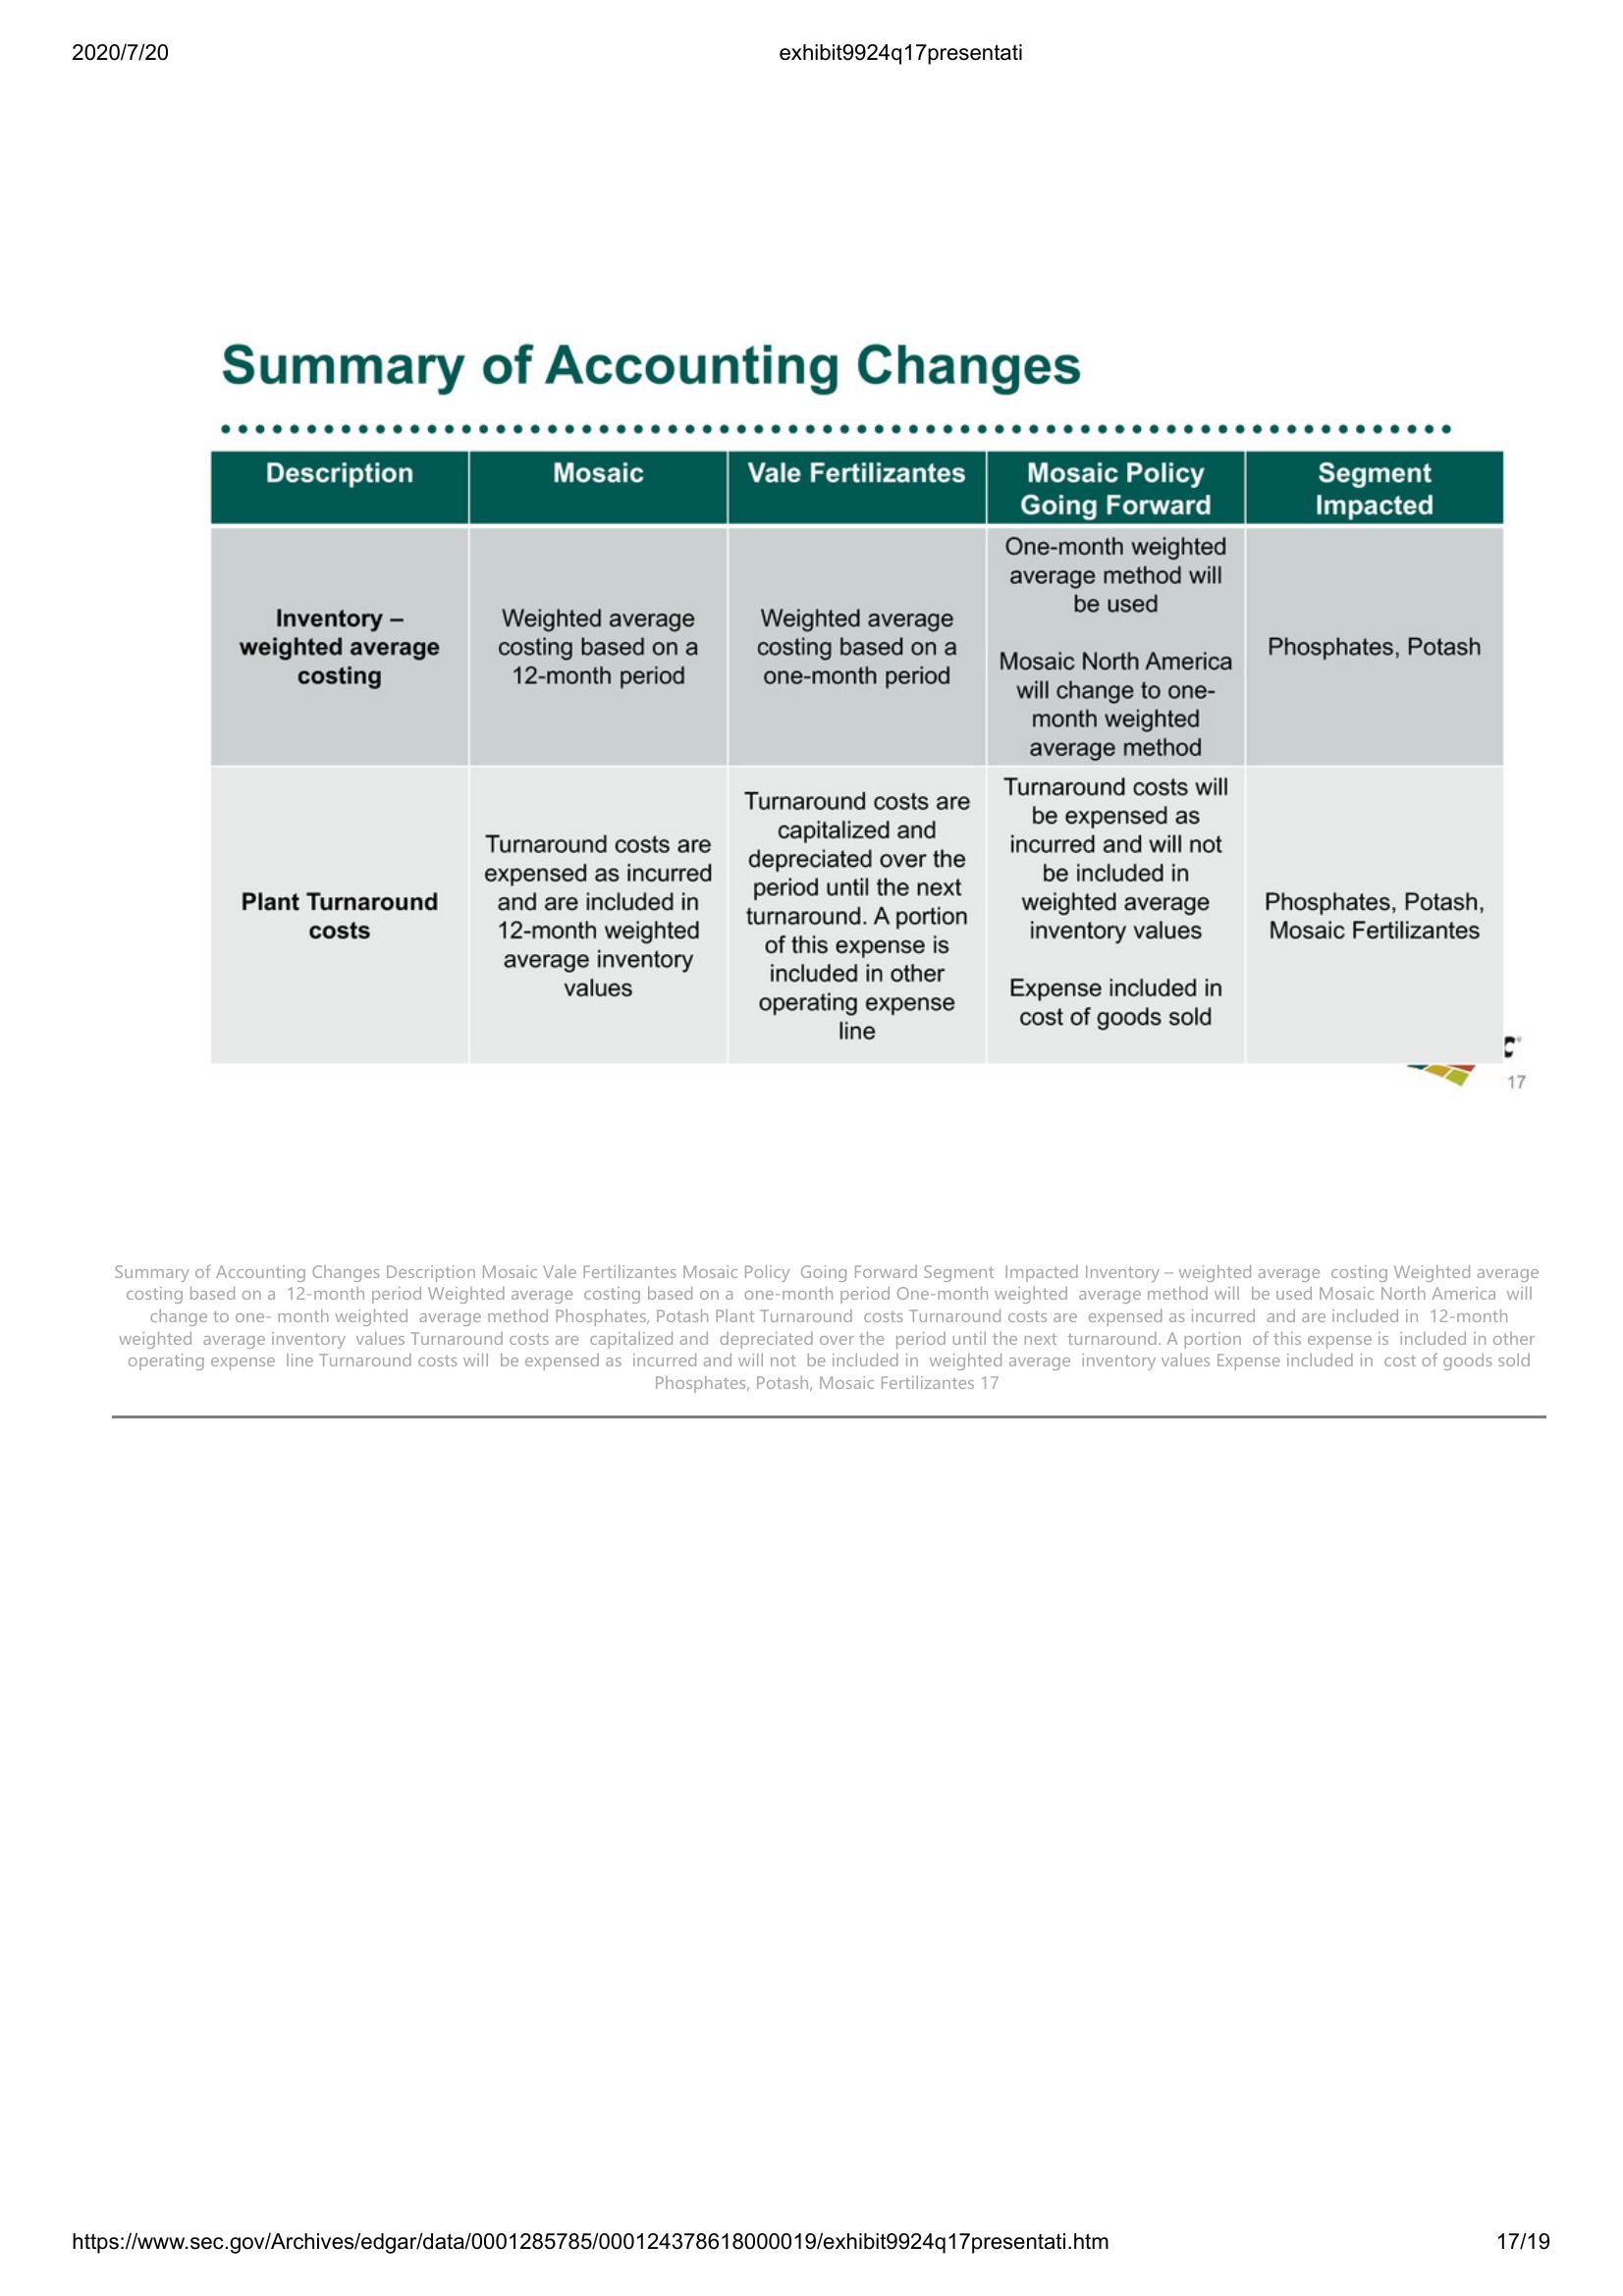 2020/7/20
exhibit9924q17presentati
Summary of Accounting Changes
Description
Mosaic
Vale Fertilizantes
Mosaic Policy
Going Forward
Segment
Impacted
Inventory –
weighted average
costing
Weighted average
costing based on a
12-month period
Weighted average
costing based on a
one-month period
One-month weighted
average method will
be used
Mosaic North America
will change to one-
month weighted
average method
Phosphates, Potash
Plant Turnaround
costs
Turnaround costs are
expensed as incurred
and are included in
12-month weighted
average inventory
values
Turnaround costs are
capitalized and
depreciated over the
period until the next
turnaround. A portion
of this expense is
included in other
operating expense
line
Turnaround costs will
be expensed as
incurred and will not
be included in
weighted average
inventory values
Expense included in
cost of goods sold
Phosphates, Potash,
Mosaic Fertilizantes
17
Summary of Accounting Changes Description Mosaic Vale Fertilizantes Mosaic Policy Going Forward Segment Impacted Inventory – weighted average costing Weighted average
costing based on a 12-month period Weighted average costing based on a one-month period One-month weighted average method will be used Mosaic North America will
change to one- month weighted average method Phosphates, Potash Plant Turnaround costs Turnaround costs are expensed as incurred and are included in 12-month
weighted average inventory values Turnaround costs are capitalized and depreciated over the period until the next turnaround. A portion of this expense is included in other
operating expense line Turnaround costs will be expensed as incurred and will not be included in weighted average inventory values Expense included in cost of goods sold
Phosphates, Potash, Mosaic Fertilizantes 17
https://www.sec.gov/Archives/edgar/data/0001285785/000124378618000019/exhibit9924q17presentati.htm
17/19